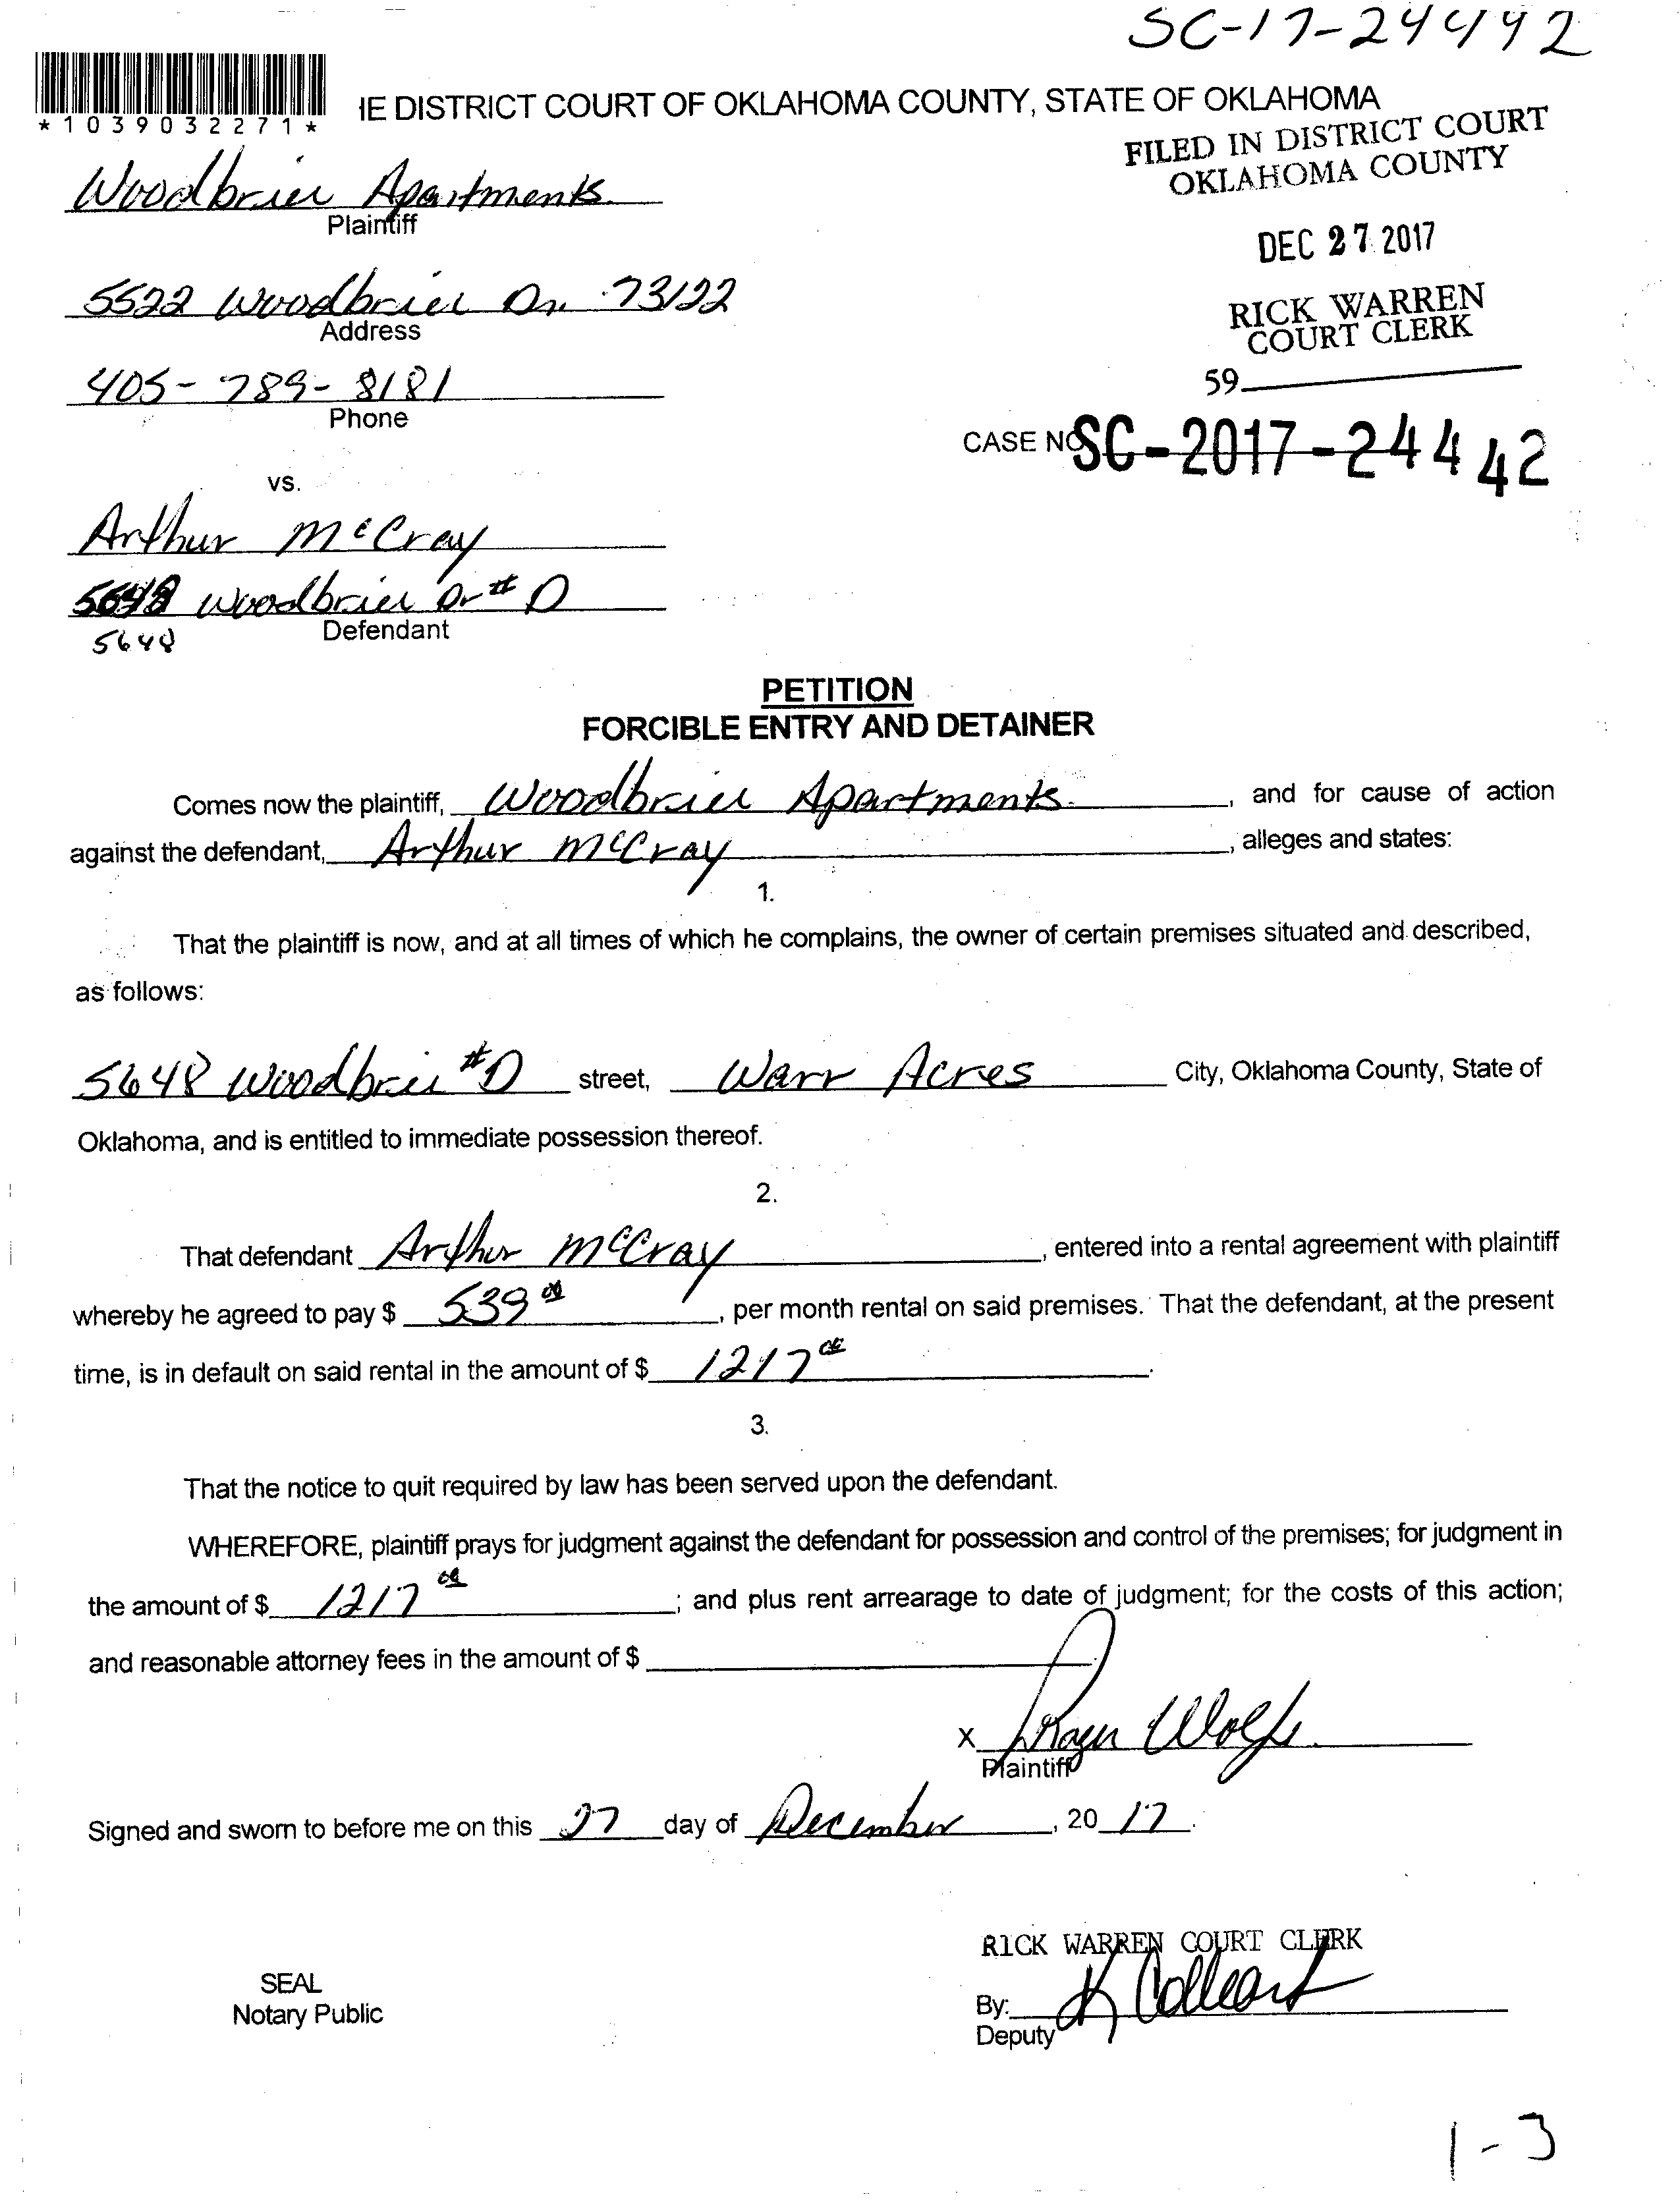 SC-17-24442
*1039032271*
IE DISTRICT COURT OF OKLAHOMA COUNTY, STATE OF OKLAHOMA
FILED IN DISTRICT COURT
OKLAHOMA COUNTY
Woodbrier Apartments
Plaintiff
DEC 27 2017
5522 Woodbrier Dr. 73122
Address
RICK WARREN
COURT CLERK
405-789-8181
Phone
59
CASE NO SC-2017-24442
vs.
Arthur McCray
Woodbrier Dr # D
5648
Defendant
PETITION
FORCIBLE ENTRY AND DETAINER
Comes now the plaintiff, Woodbrier Apartments, and for cause of action
against the defendant, Arthur McCray, alleges and states:
1.
That the plaintiff is now, and at all times of which he complains, the owner of certain premises situated and described,
as follows:
5648 Woodbrier #D street, Warr Acres City, Oklahoma County, State of
Oklahoma, and is entitled to immediate possession thereof.
2.
That defendant Arthur McCray, entered into a rental agreement with plaintiff
whereby he agreed to pay $ 539 00, per month rental on said premises. That the defendant, at the present
time, is in default on said rental in the amount of $ 1217 00.
3.
That the notice to quit required by law has been served upon the defendant.
WHEREFORE, plaintiff prays for judgment against the defendant for possession and control of the premises; for judgment in
the amount of $ 1217 00; and plus rent arrearage to date of judgment; for the costs of this action;
and reasonable attorney fees in the amount of $
X Wolfe
Plaintiff
Signed and sworn to before me on this 27 day of December, 20 17.
RICK WARREN COURT CLERK
SEAL
Notary Public
By: K
Deputy
1-3